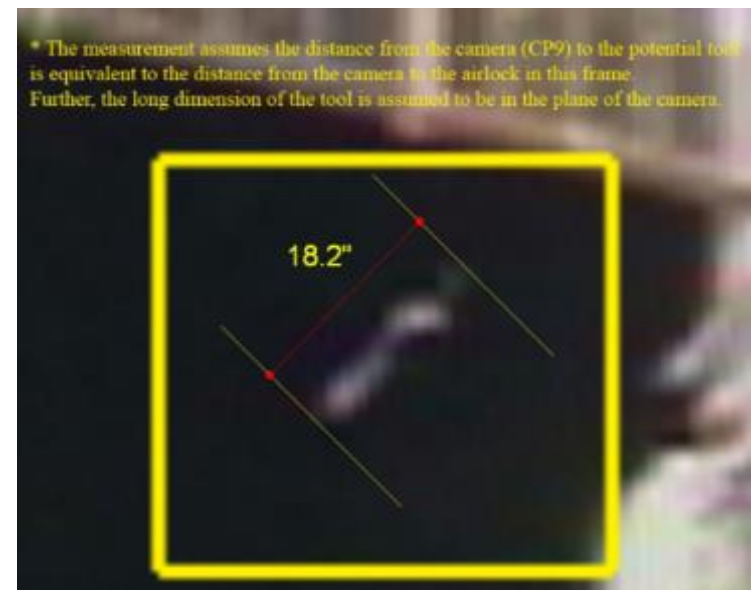 * The measurement assumes the distance from the camera (CP9) to the potential tool
is equivalent to the distance from the camera to the airlock in this frame.
Further, the long dimension of the tool is assumed to be in the plane of the camera.
18.2"